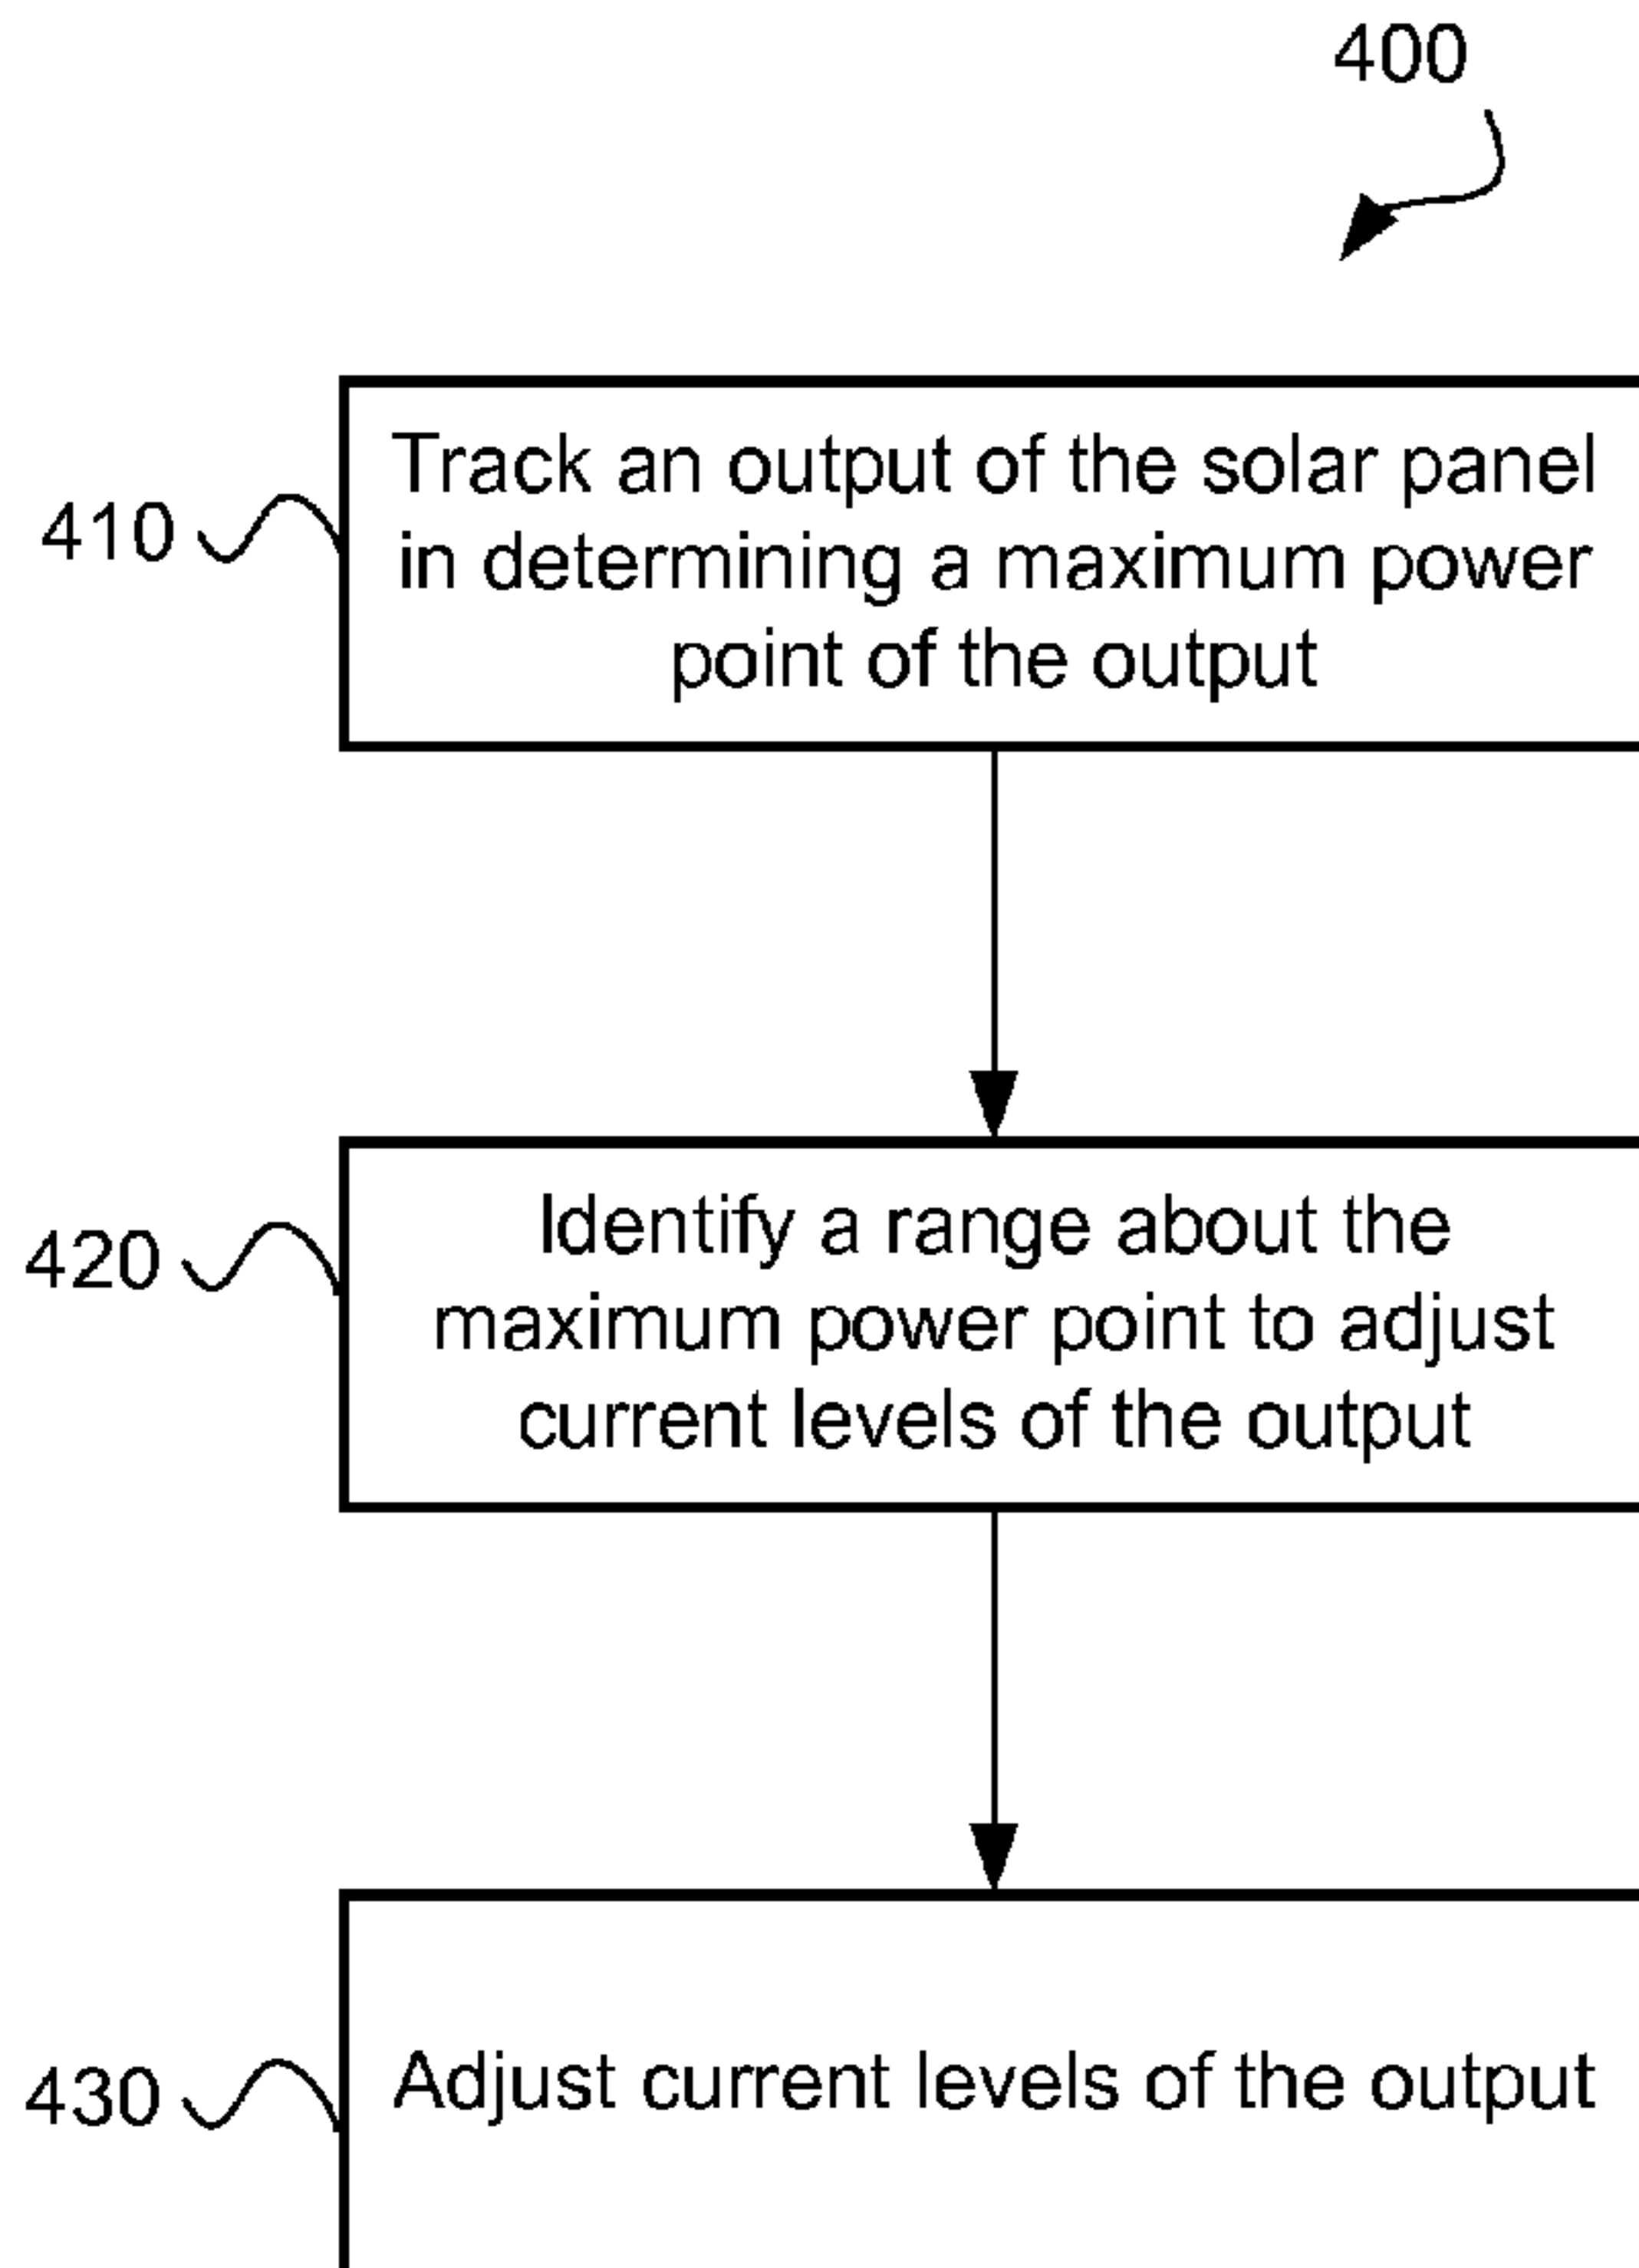 400
410
Track an output of the solar panel
in determining a maximum power
point of the output
420
Identify a range about the
maximum power point to adjust
current levels of the output
430
Adjust current levels of the output